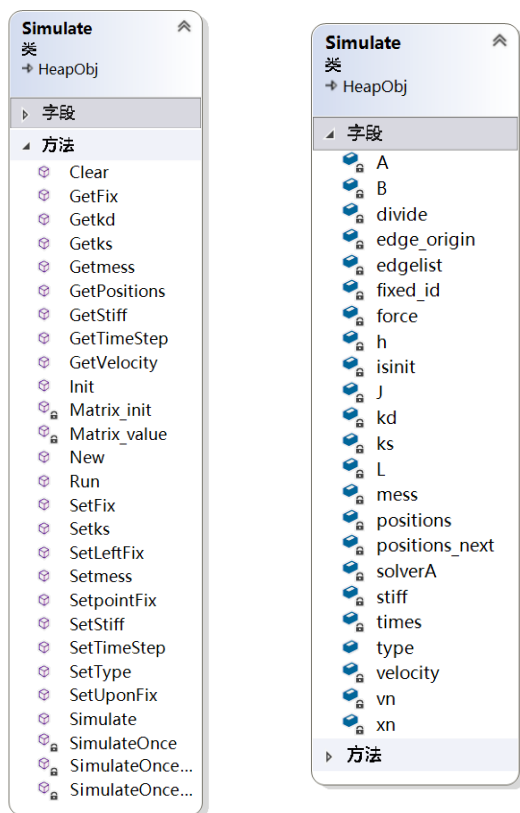 Simulate
类
HeapObj
字段
方法
Clear
GetFix
Getkd
Getks
Getmess
GetPositions
GetStiff
GetTimeStep
GetVelocity
Init
Matrix_init
Matrix_value
New
Run
SetFix
Setks
SetLeftFix
Setmess
SetpointFix
SetStiff
SetTimeStep
SetType
SetUponFix
Simulate
SimulateOnce
SimulateOnce...
SimulateOnce...
Simulate
类
HeapObj
字段
A
B
divide
edge_origin
edgelist
fixed_id
force
h
isinit
J
kd
ks
L
mess
positions
positions_next
solverA
stiff
times
type
velocity
vn
xn
方法